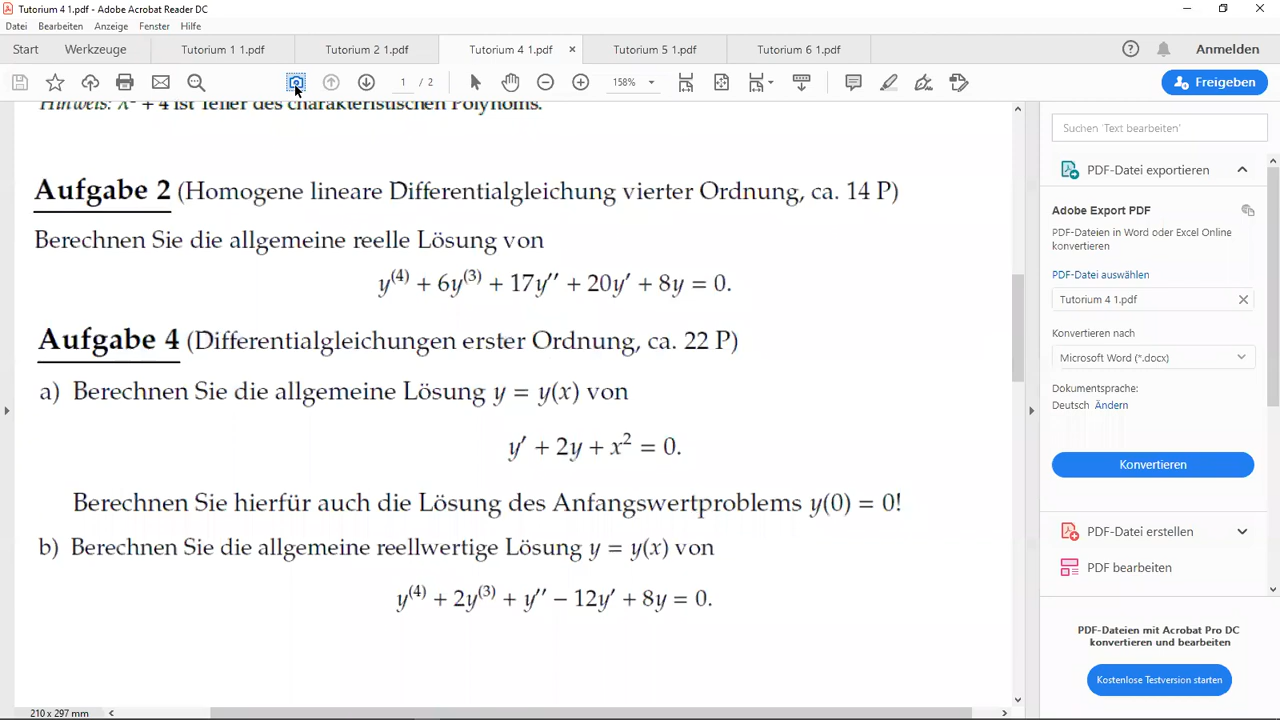 Tutorium 4 1.pdf - Adobe Acrobat Reader DC
Datei Bearbeiten Anzeige Fenster Hilfe
Start Werkzeuge Tutorium 1 1.pdf Tutorium 2 1.pdf Tutorium 4 1.pdf × Tutorium 5 1.pdf Tutorium 6 1.pdf Anmelden
1 / 2 158% Freigeben
Hinweis: x² + 4 ist Teiler des charakteristischen Polynoms.
Aufgabe 2 (Homogene lineare Differentialgleichung vierter Ordnung, ca. 14 P)
Berechnen Sie die allgemeine reelle Lösung von
y⁽⁴⁾ + 6y⁽³⁾ + 17y′′ + 20y′ + 8y = 0.
Aufgabe 4 (Differentialgleichungen erster Ordnung, ca. 22 P)
a) Berechnen Sie die allgemeine Lösung y = y(x) von
y′ + 2y + x² = 0.
Berechnen Sie hierfür auch die Lösung des Anfangswertproblems y(0) = 0!
b) Berechnen Sie die allgemeine reellwertige Lösung y = y(x) von
y⁽⁴⁾ + 2y⁽³⁾ + y′′ − 12y′ + 8y = 0.
210 x 297 mm
Suchen 'Text bearbeiten'
PDF-Datei exportieren
Adobe Export PDF
PDF-Dateien in Word oder Excel Online
konvertieren
PDF-Datei auswählen
Tutorium 4 1.pdf
Konvertieren nach
Microsoft Word (*.docx)
Dokumentsprache:
Deutsch Ändern
Konvertieren
PDF-Datei erstellen
PDF bearbeiten
PDF-Dateien mit Acrobat Pro DC
konvertieren und bearbeiten
Kostenlose Testversion starten